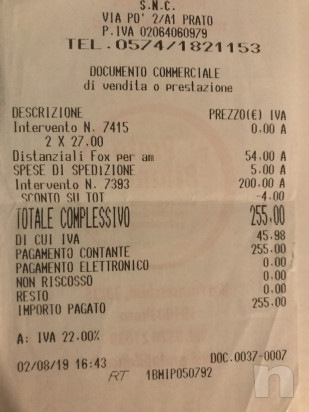 S.N.C.
VIA PO' 2/A1 PRATO
P.IVA 02064060979
TEL.0574/1821153
DOCUMENTO COMMERCIALE
di vendita o prestazione
DESCRIZIONE PREZZO(€) IVA
Intervento N. 7415 0.00 A
2 X 27.00
Distanziali Fox per am 54.00 A
SPESE DI SPEDIZIONE 5.00 A
Intervento N. 7393 200.00 A
SCONTO SU TOT -4.00
TOTALE COMPLESSIVO 255.00
DI CUI IVA 45.98
PAGAMENTO CONTANTE 255.00
PAGAMENTO ELETTRONICO 0.00
NON RISCOSSO 0.00
RESTO 0.00
IMPORTO PAGATO 255.00
A: IVA 22.00%
02/08/19 16:43 DOC.0037-0007
RT 1BMIP050792
n